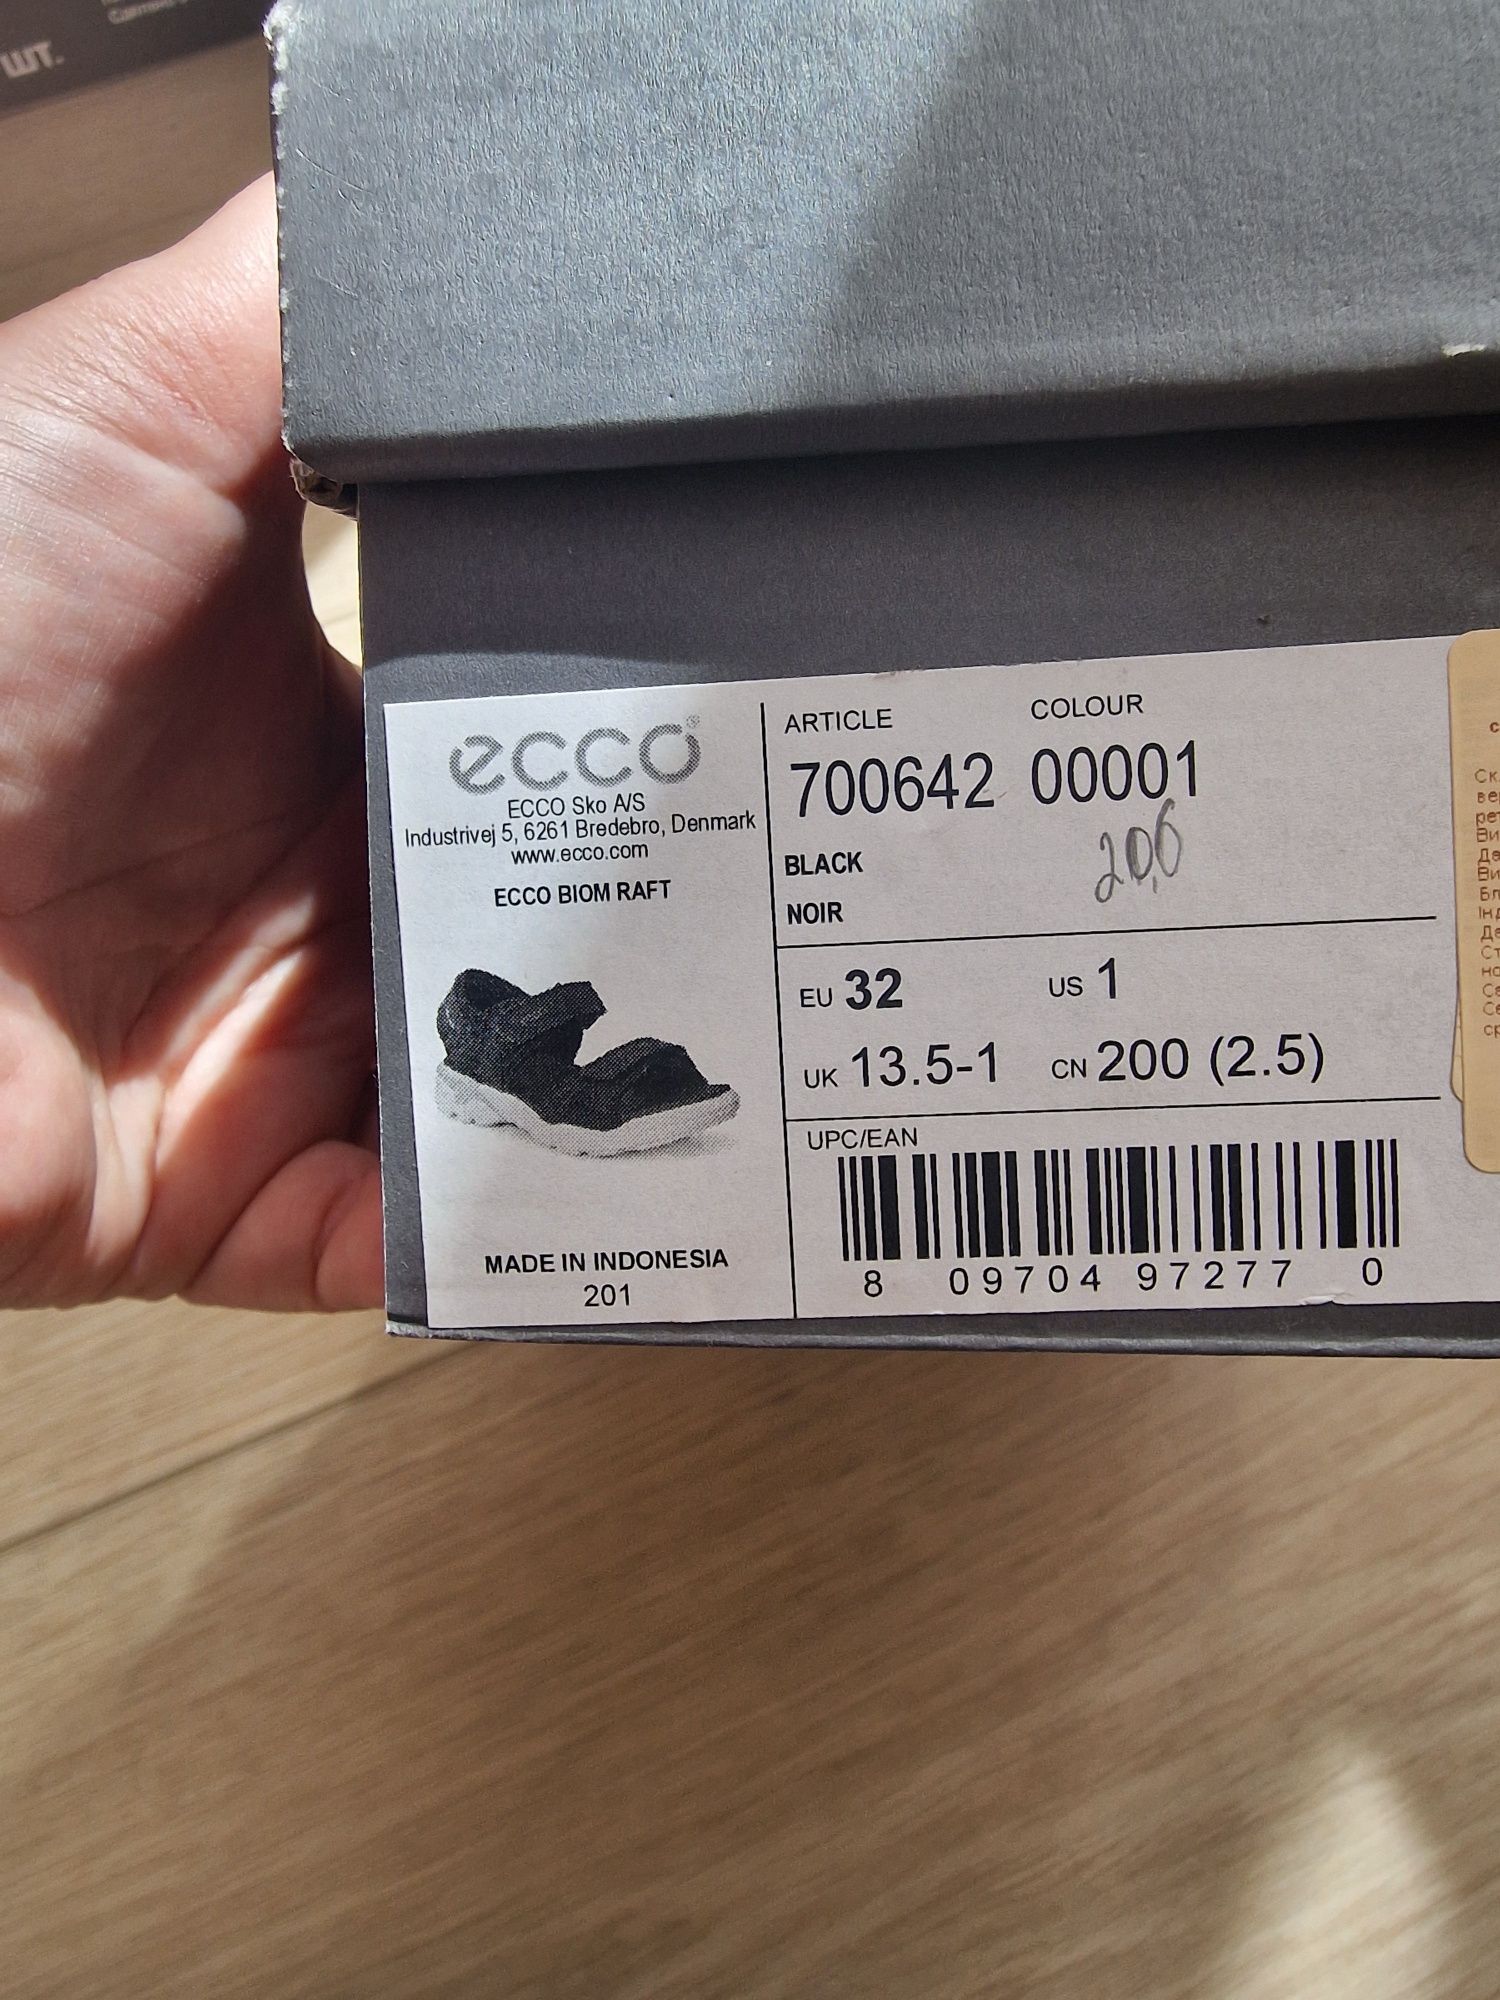 шт.
ecco®
ECCO Sko A/S
Industrivej 5, 6261 Bredebro, Denmark
www.ecco.com
ECCO BIOM RAFT
MADE IN INDONESIA
201
ARTICLE COLOUR
700642 00001
20,6
BLACK
NOIR
EU 32 US 1
UK 13.5-1 CN 200 (2.5)
UPC/EAN
8 09704 97277 0